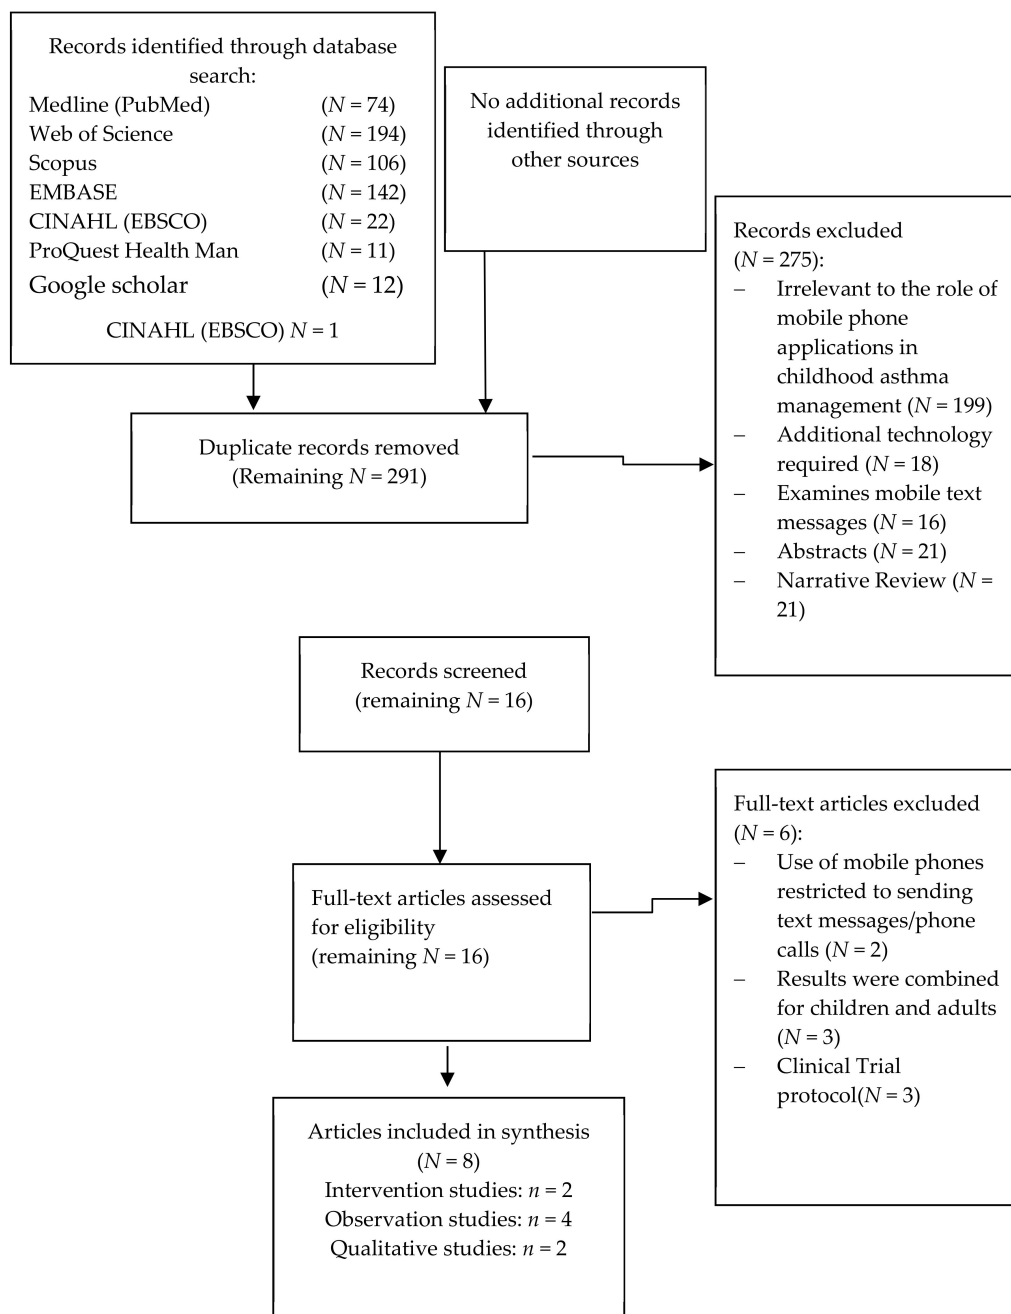 Records identified through database
search:
Medline (PubMed) (N = 74)
Web of Science (N = 194)
Scopus (N = 106)
EMBASE (N = 142)
CINAHL (EBSCO) (N = 22)
ProQuest Health Man (N = 11)
Google scholar (N = 12)
CINAHL (EBSCO) N = 1
No additional records
identified through
other sources
Duplicate records removed
(Remaining N = 291)
Records excluded
(N = 275):
– Irrelevant to the role of
mobile phone
applications in
childhood asthma
management (N = 199)
– Additional technology
required (N = 18)
– Examines mobile text
messages (N = 16)
– Abstracts (N = 21)
– Narrative Review (N =
21)
Records screened
(remaining N = 16)
Full-text articles assessed
for eligibility
(remaining N = 16)
Full-text articles excluded
(N = 6):
– Use of mobile phones
restricted to sending
text messages/phone
calls (N = 2)
– Results were combined
for children and adults
(N = 3)
– Clinical Trial
protocol(N = 3)
Articles included in synthesis
(N = 8)
Intervention studies: n = 2
Observation studies: n = 4
Qualitative studies: n = 2